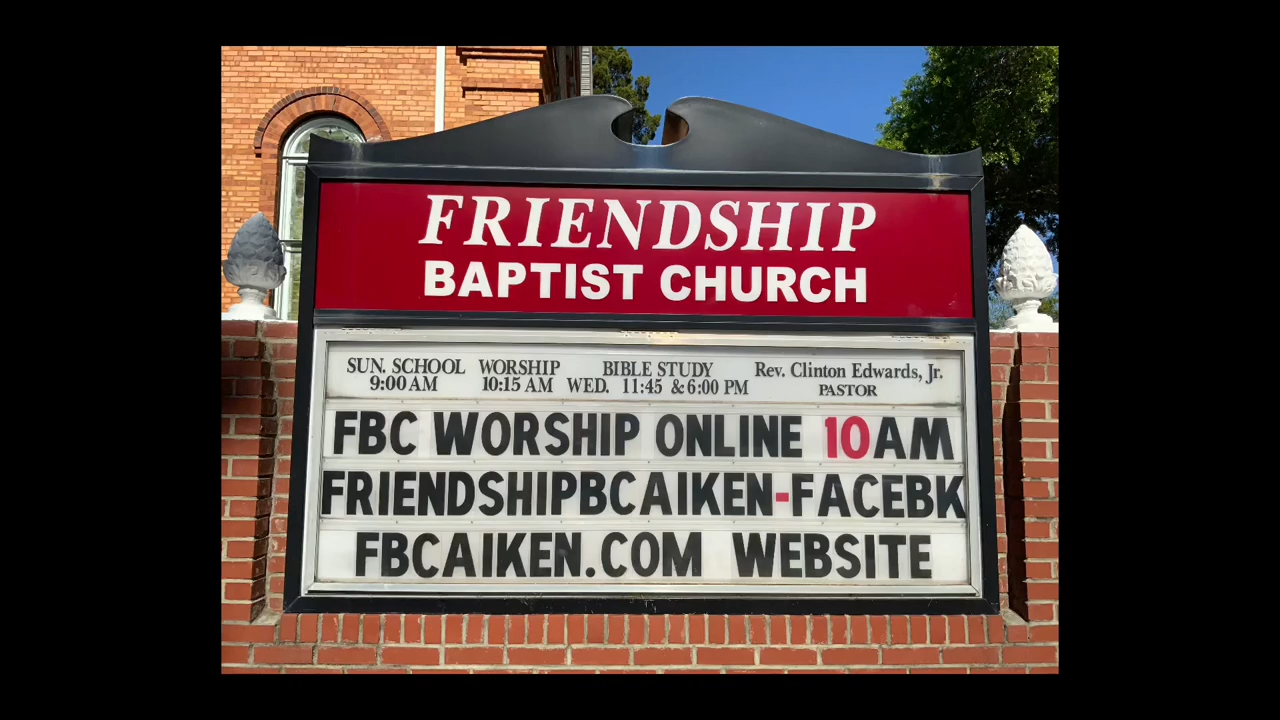 FRIENDSHIP
BAPTIST CHURCH
SUN. SCHOOL WORSHIP BIBLE STUDY Rev. Clinton Edwards, Jr.
9:00 AM 10:15 AM WED. 11:45 & 6:00 PM PASTOR
FBC WORSHIP ONLINE 10AM
FRIENDSHIPBCAIKEN-FACEBK
FBCAIKEN.COM WEBSITE